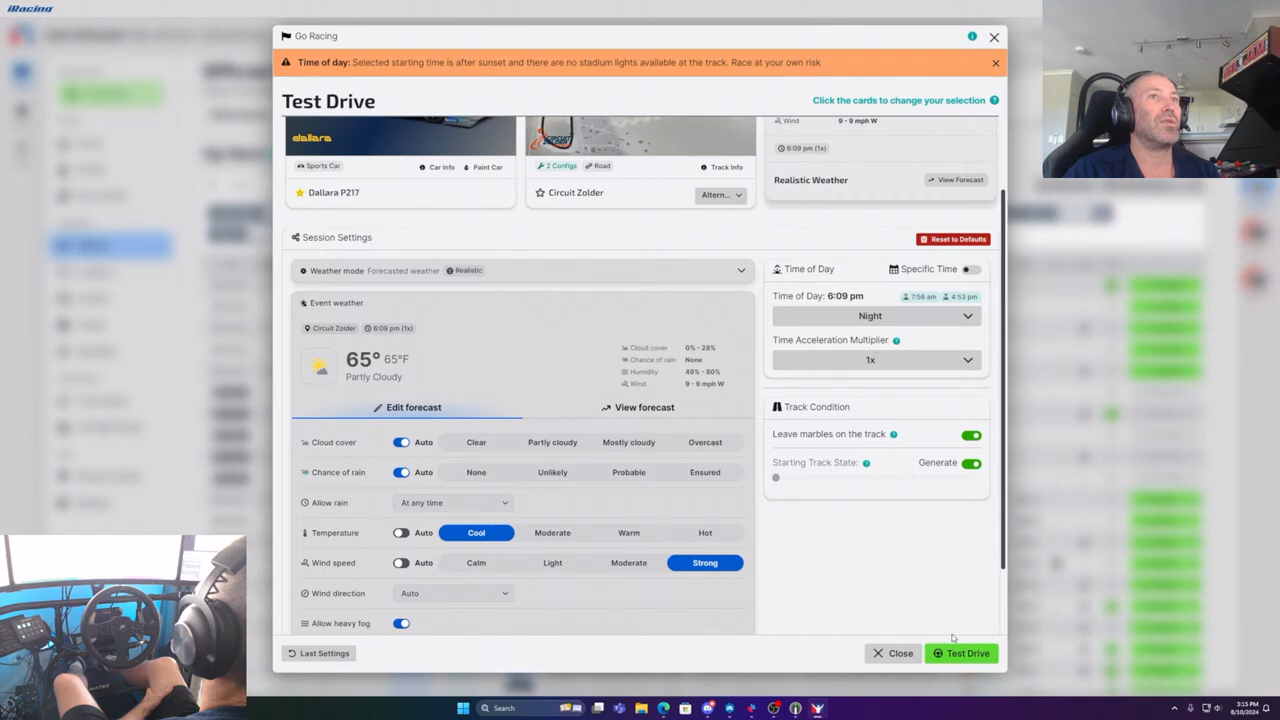 iRacing
Go Racing
Time of day: Selected starting time is after sunset and there are no stadium lights available at the track. Race at your own risk
Test Drive
Click the cards to change your selection
dallara
Sports Car
Car Info
Paint Car
Dallara P217
2 Configs
Road
Track Info
Circuit Zolder
Altern...
Wind 9 - 9 mph W
6:09 pm (1x)
Realistic Weather
View Forecast
Session Settings
Reset to Defaults
Weather mode Forecasted weather Realistic
Event weather
Circuit Zolder
6:09 pm (1x)
65° 65°F
Partly Cloudy
Cloud cover 0% - 28%
Chance of rain None
Humidity 49% - 80%
Wind 9 - 9 mph W
Edit forecast
View forecast
Cloud cover Auto Clear Partly cloudy Mostly cloudy Overcast
Chance of rain Auto None Unlikely Probable Ensured
Allow rain At any time
Temperature Auto Cool Moderate Warm Hot
Wind speed Auto Calm Light Moderate Strong
Wind direction Auto
Allow heavy fog
Time of Day
Specific Time
Time of Day: 6:09 pm
7:56 am 4:53 pm
Night
Time Acceleration Multiplier
1x
Track Condition
Leave marbles on the track
Starting Track State: Generate
Last Settings
Close
Test Drive
Search
3:15 PM
8/10/2024